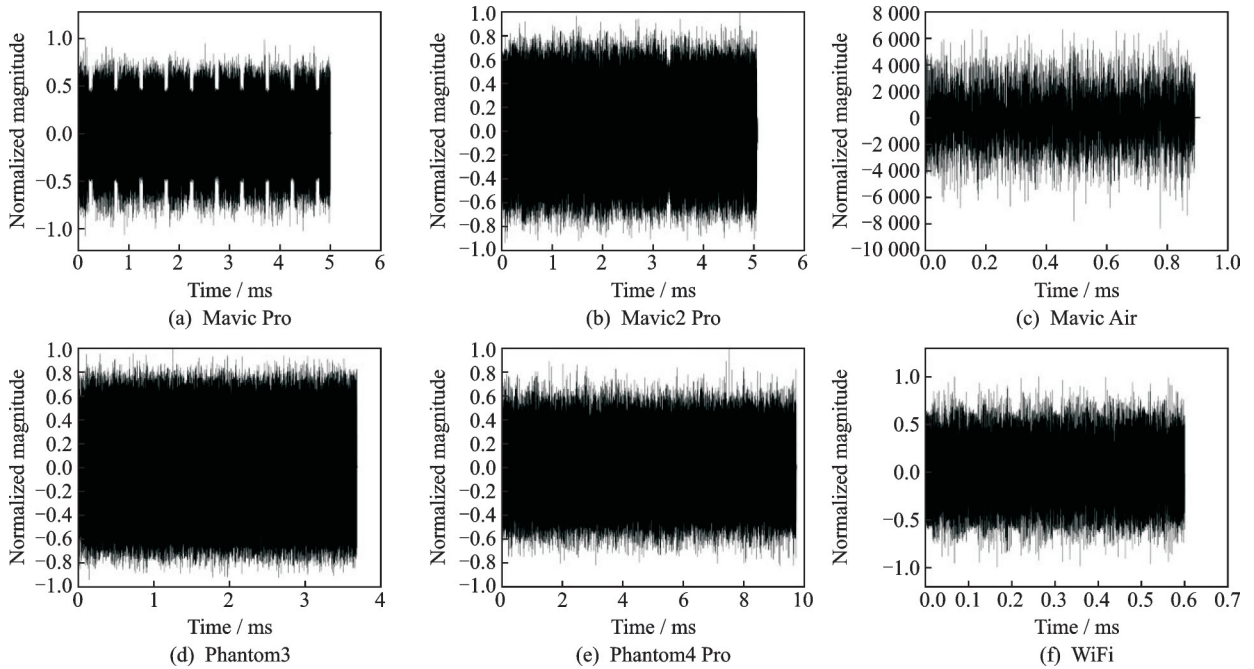 Normalized magnitude
1.0
0.5
0.0
−0.5
−1.0
0 1 2 3 4 5 6
Time / ms
(a) Mavic Pro
Normalized magnitude
1.0
0.8
0.6
0.4
0.2
0.0
−0.2
−0.4
−0.6
−0.8
−1.0
0 1 2 3 4 5 6
Time / ms
(b) Mavic2 Pro
Normalized magnitude
8 000
6 000
4 000
2 000
0
−2 000
−4 000
−6 000
−8 000
−10 000
0.0 0.2 0.4 0.6 0.8 1.0
Time / ms
(c) Mavic Air
Normalized magnitude
1.0
0.8
0.6
0.4
0.2
0.0
−0.2
−0.4
−0.6
−0.8
−1.0
0 1 2 3 4
Time / ms
(d) Phantom3
Normalized magnitude
1.0
0.8
0.6
0.4
0.2
0.0
−0.2
−0.4
−0.6
−0.8
−1.0
0 2 4 6 8 10
Time / ms
(e) Phantom4 Pro
Normalized magnitude
1.0
0.5
0.0
−0.5
−1.0
0.0 0.1 0.2 0.3 0.4 0.5 0.6 0.7
Time / ms
(f) WiFi